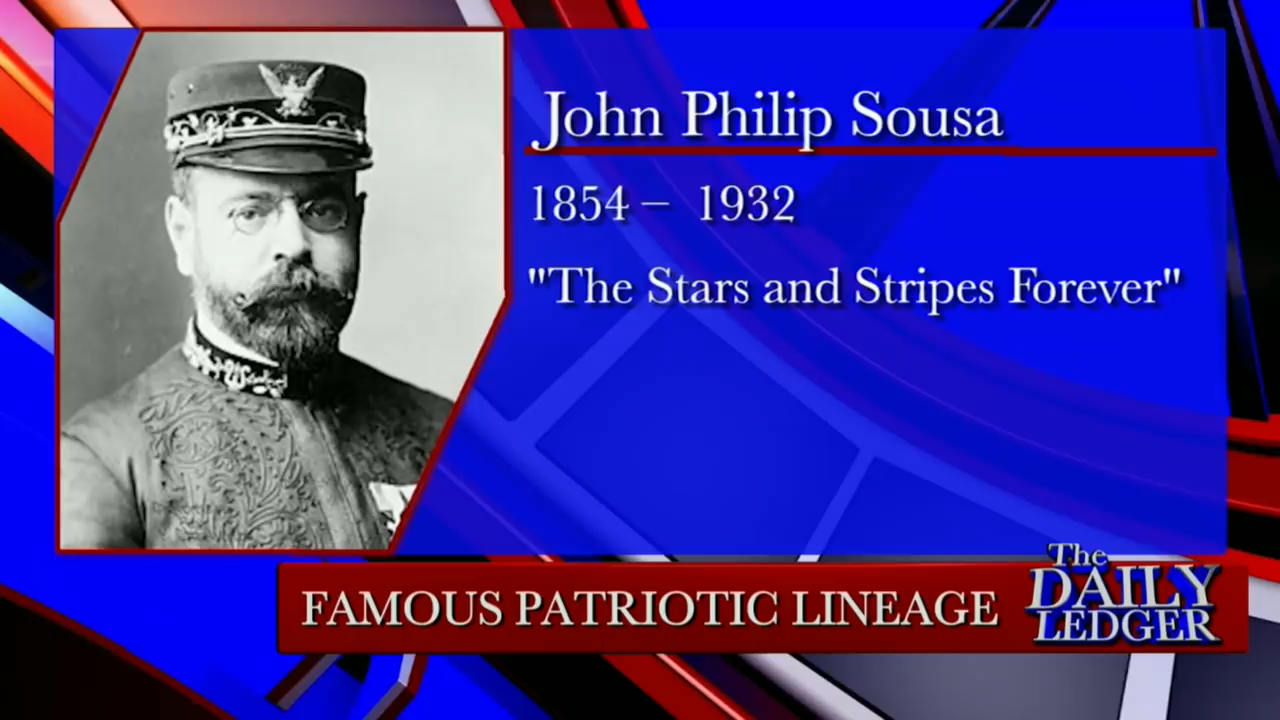 John Philip Sousa
1854 – 1932
"The Stars and Stripes Forever"
FAMOUS PATRIOTIC LINEAGE
The
DAILY
LEDGER